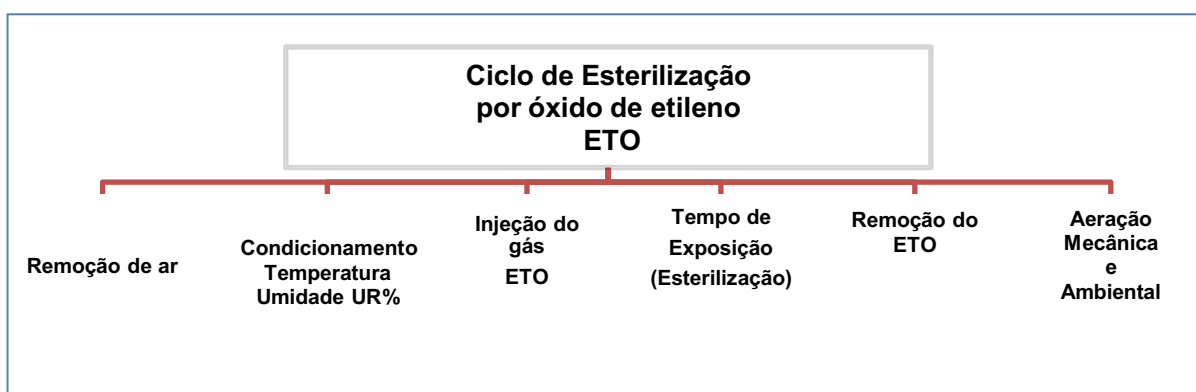 Ciclo de Esterilização
por óxido de etileno
ETO
Remoção de ar
Condicionamento
Temperatura
Umidade UR%
Injeção do
gás
ETO
Tempo de
Exposição
(Esterilização)
Remoção do
ETO
Aeração
Mecânica
e
Ambiental